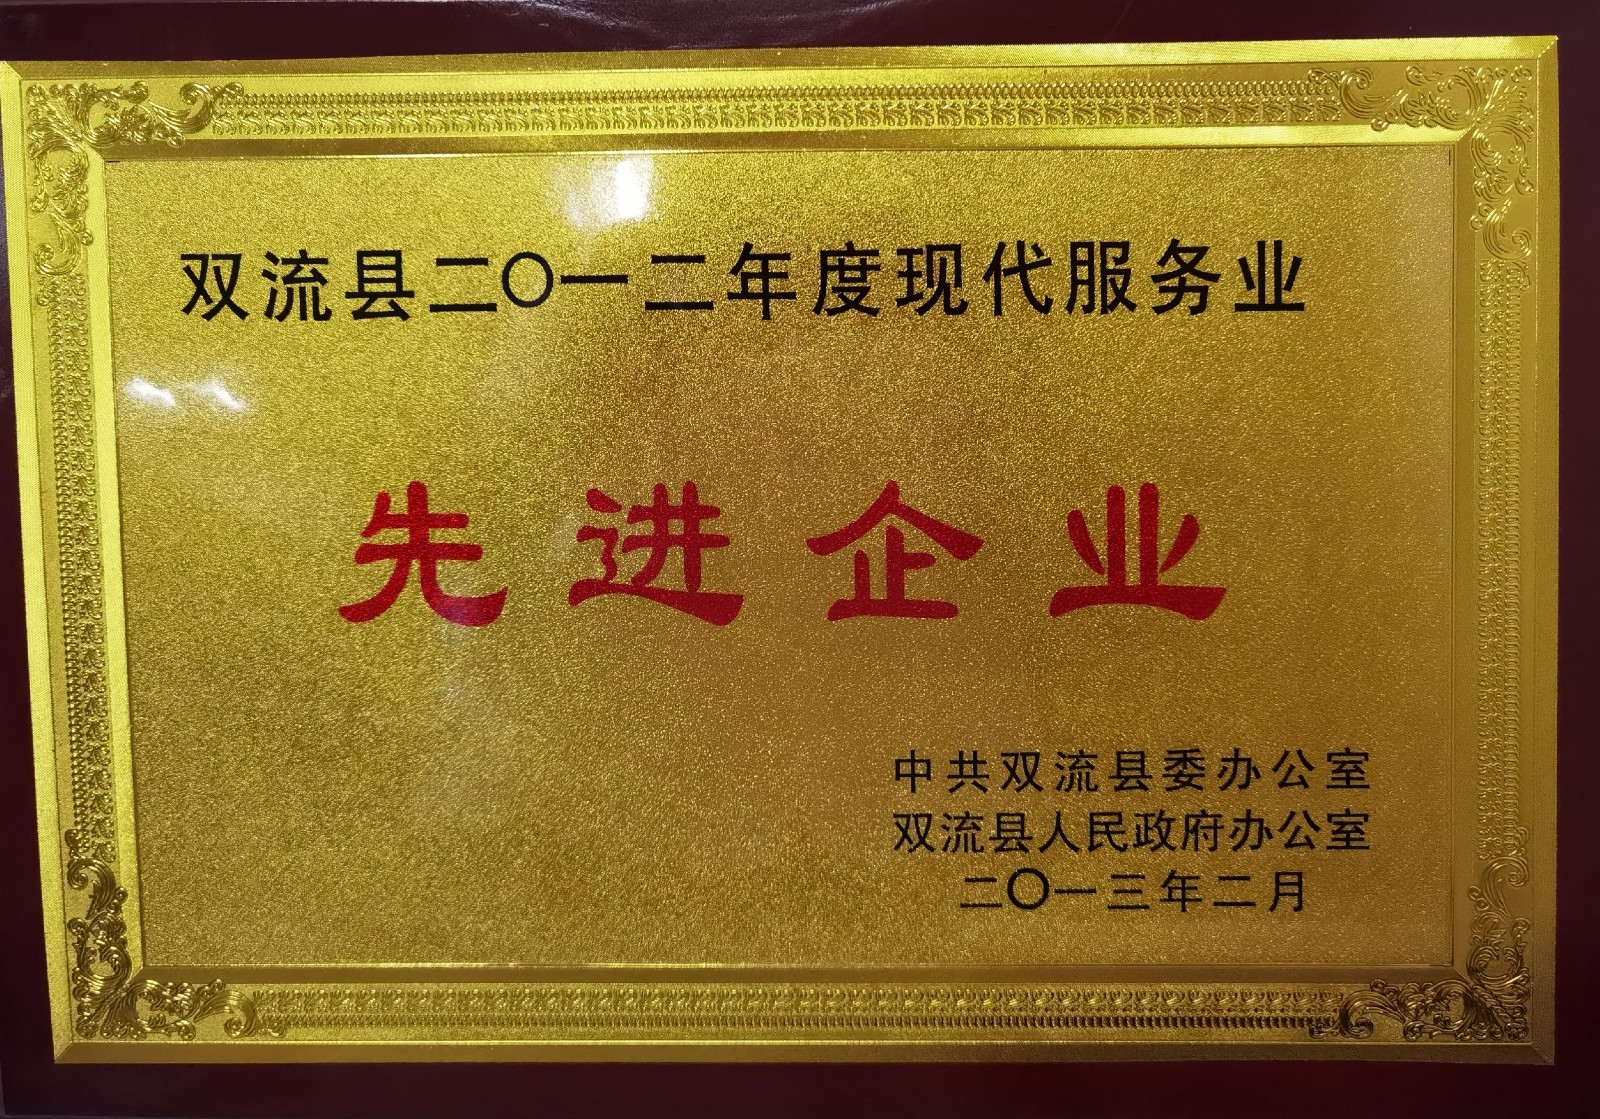 双流县二〇一二年度现代服务业
先进企业
中共双流县委办公室
双流县人民政府办公室
二〇一三年二月